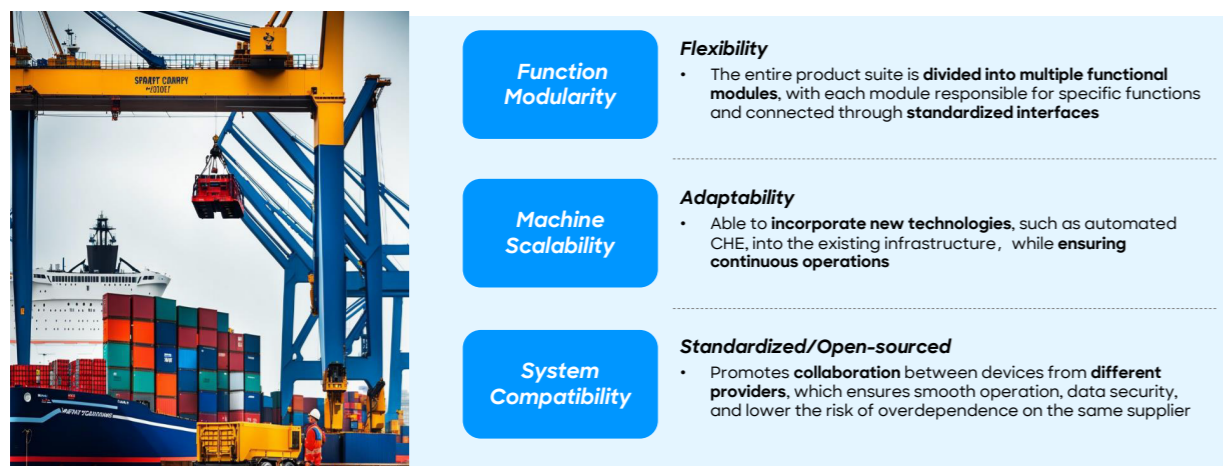 Function
Modularity
Flexibility
• The entire product suite is divided into multiple functional
modules, with each module responsible for specific functions
and connected through standardized interfaces
Machine
Scalability
Adaptability
• Able to incorporate new technologies, such as automated
CHE, into the existing infrastructure，while ensuring
continuous operations
System
Compatibility
Standardized/Open-sourced
• Promotes collaboration between devices from different
providers, which ensures smooth operation, data security,
and lower the risk of overdependence on the same supplier